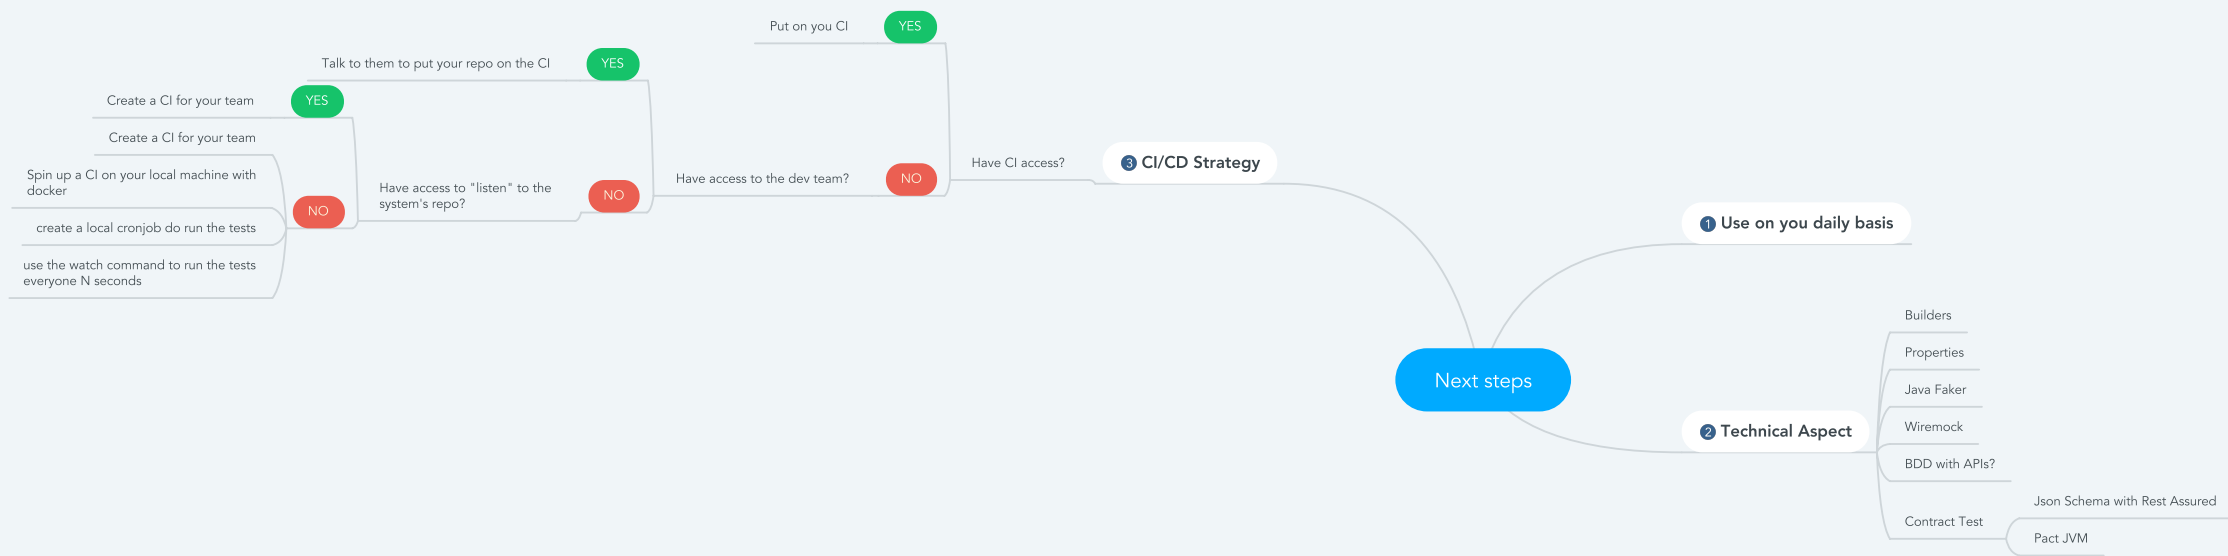 Next steps
1 Use on you daily basis
2 Technical Aspect
Builders
Properties
Java Faker
Wiremock
BDD with APIs?
Contract Test
Json Schema with Rest Assured
Pact JVM
3 CI/CD Strategy
Have CI access?
YES
Put on you CI
NO
Have access to the dev team?
YES
Talk to them to put your repo on the CI
NO
Have access to "listen" to the
system's repo?
YES
Create a CI for your team
NO
Create a CI for your team
Spin up a CI on your local machine with
docker
create a local cronjob do run the tests
use the watch command to run the tests
everyone N seconds